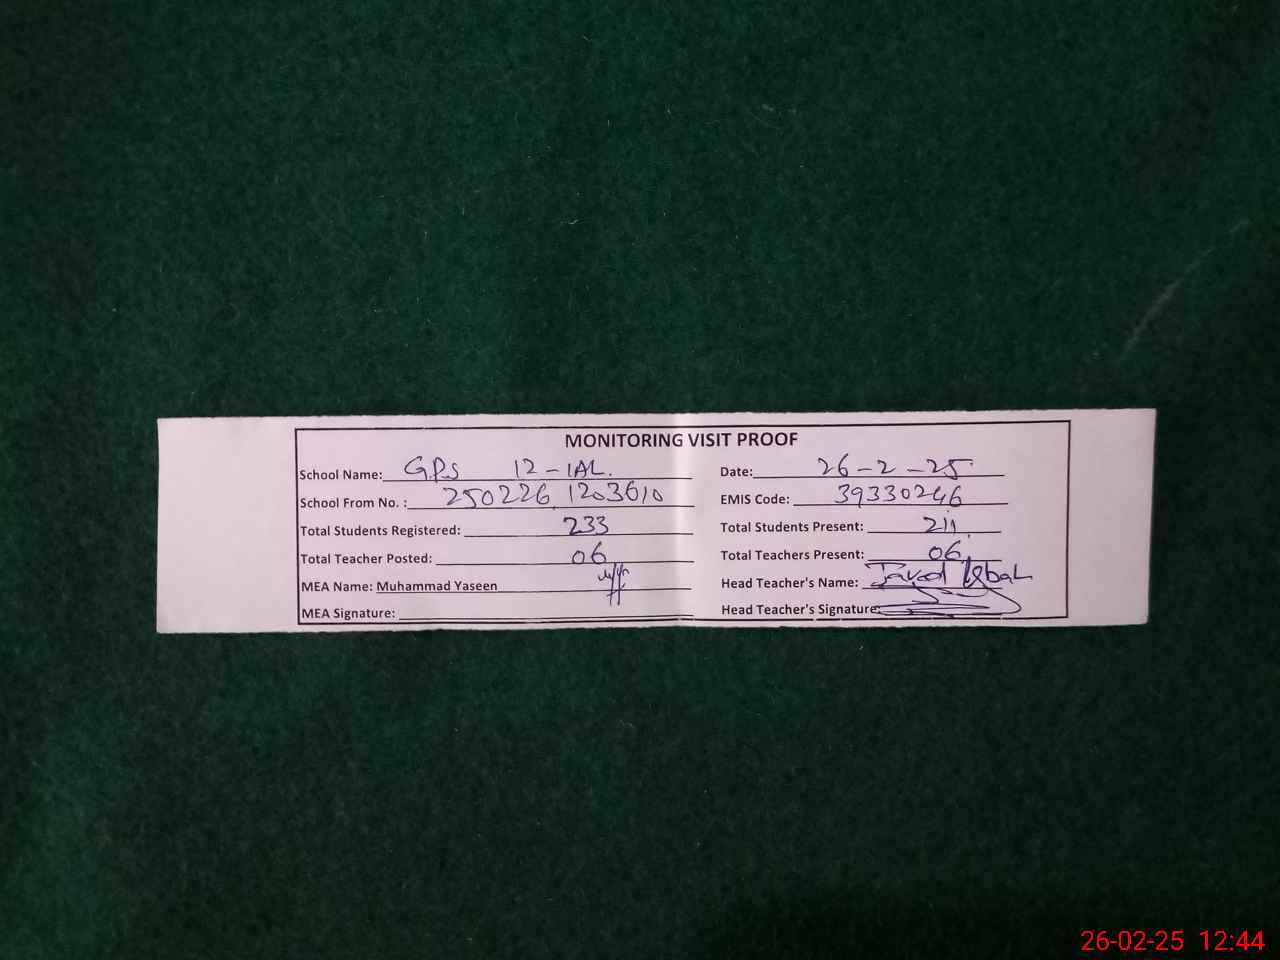 MONITORING VISIT PROOF
School Name: G.P.S 12-1AL. Date: 26-2-25
School From No. : 250226 1203610 EMIS Code: 39330246
Total Students Registered: 233 Total Students Present: 211
Total Teacher Posted: 06 Total Teachers Present: 06
MEA Name: Muhammad Yaseen Head Teacher's Name: Javed Iqbal
MEA Signature: Head Teacher's Signature:
26-02-25 12:44